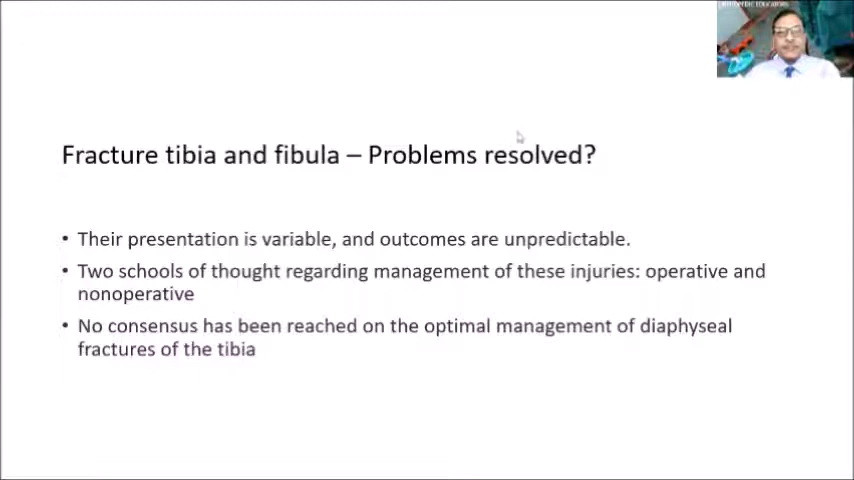 ORTHOPEDIC EDUCATORS
Fracture tibia and fibula – Problems resolved?
• Their presentation is variable, and outcomes are unpredictable.
• Two schools of thought regarding management of these injuries: operative and
nonoperative
• No consensus has been reached on the optimal management of diaphyseal
fractures of the tibia